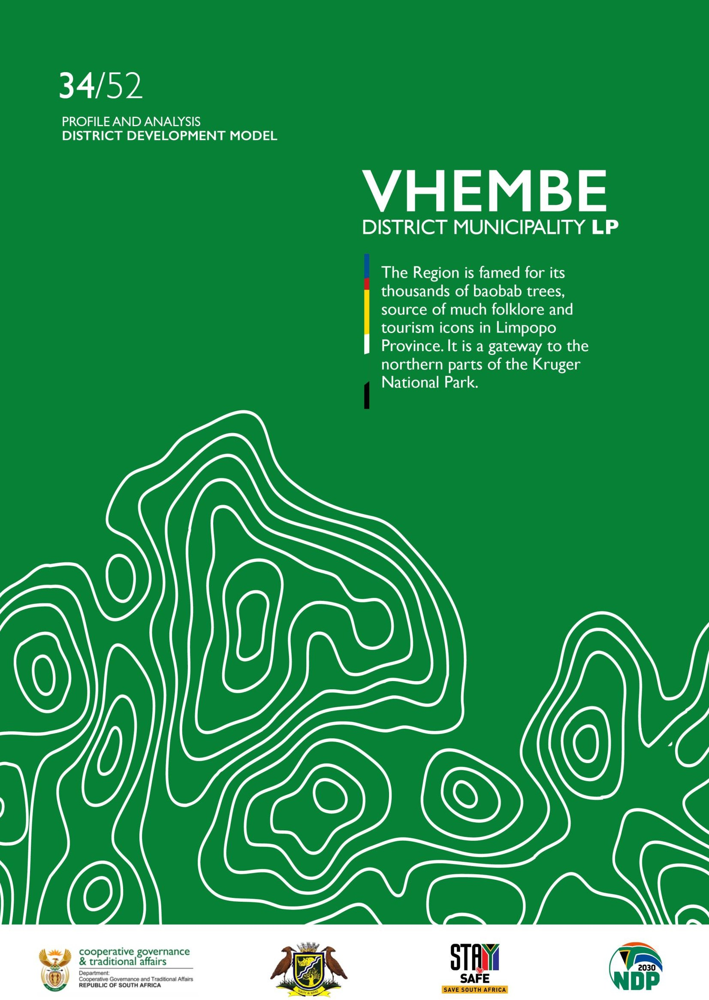 34/52
PROFILE AND ANALYSIS
DISTRICT DEVELOPMENT MODEL
VHEMBE
DISTRICT MUNICIPALITY LP
The Region is famed for its
thousands of baobab trees,
source of much folklore and
tourism icons in Limpopo
Province. It is a gateway to the
northern parts of the Kruger
National Park.
cooperative governance
& traditional affairs
Department:
Cooperative Governance and Traditional Affairs
REPUBLIC OF SOUTH AFRICA
QUALITY IN SERVICE
STAY
SAFE
SAVE SOUTH AFRICA
2030
NDP